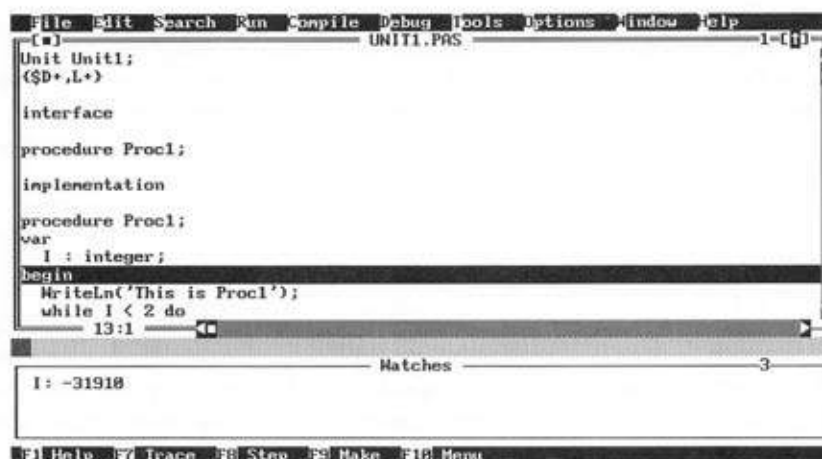 File Edit Search Run Compile Debug Tools Options Window Help
[■] UNIT1.PAS 1=[↕]
Unit Unit1;
{$D+,L+}
interface
procedure Proc1;
implementation
procedure Proc1;
var
I : integer;
begin
WriteLn('This is Proc1');
while I < 2 do
13:1
Watches 3
I: -31910
F1 Help F7 Trace F8 Step F9 Make F10 Menu